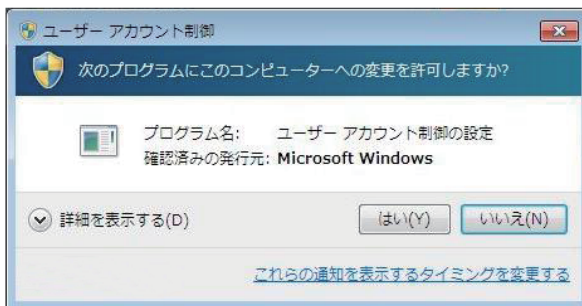 ユーザー アカウント制御
次のプログラムにこのコンピューターへの変更を許可しますか?
プログラム名: ユーザー アカウント制御の設定
確認済みの発行元: Microsoft Windows
詳細を表示する(D)
はい(Y)
いいえ(N)
これらの通知を表示するタイミングを変更する